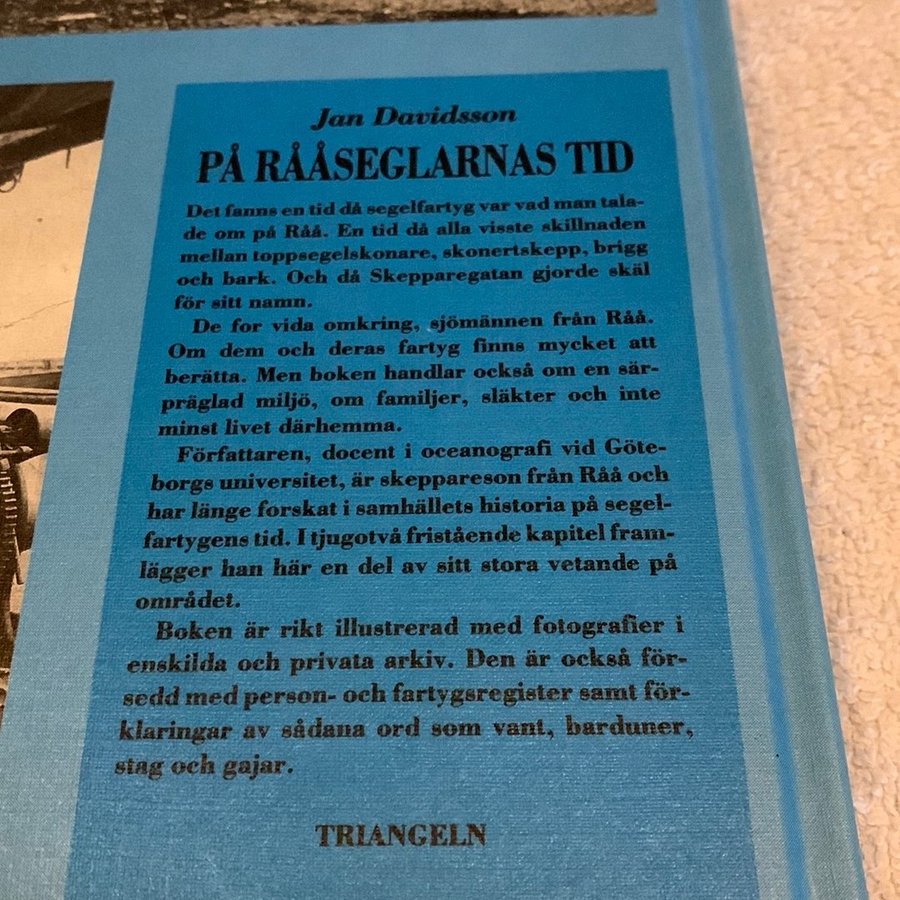 Jan Davidsson
PÅ RÅÅSEGLARNAS TID
Det fanns en tid då segelfartyg var vad man tala-
de om på Råå. En tid då alla visste skillnaden
mellan toppsegelskonare, skonertskepp, brigg
och bark. Och då Skepparegatan gjorde skäl
för sitt namn.
De for vida omkring, sjömännen från Råå.
Om dem och deras fartyg finns mycket att
berätta. Men boken handlar också om en sär-
präglad miljö, om familjer, släkter och inte
minst livet därhemma.
Författaren, docent i oceanografi vid Göte-
borgs universitet, är skeppareson från Råå och
har länge forskat i samhällets historia på segel-
fartygens tid. I tjugotvå fristående kapitel fram-
lägger han här en del av sitt stora vetande på
området.
Boken är rikt illustrerad med fotografier i
enskilda och privata arkiv. Den är också för-
sedd med person- och fartygsregister samt för-
klaringar av sådana ord som vant, barduner,
stag och gajar.
TRIANGELN